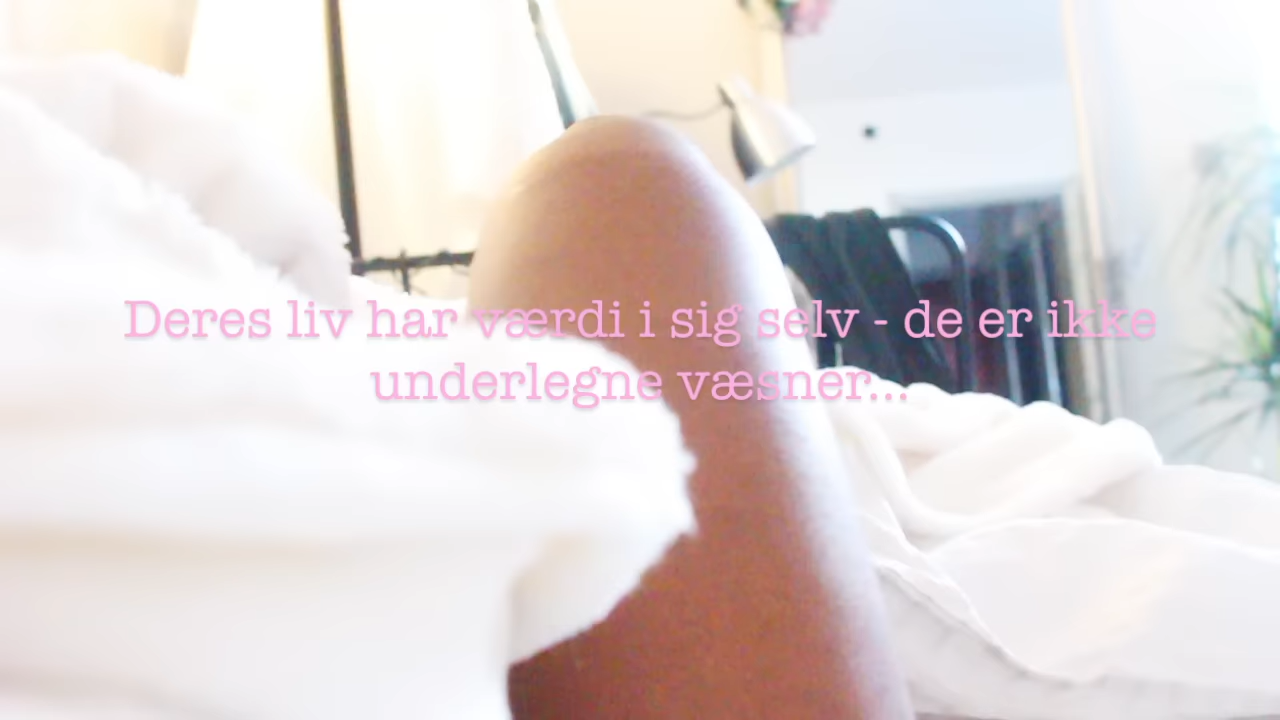 Deres liv har værdi i sig selv - de er ikke
underlegne væsner...